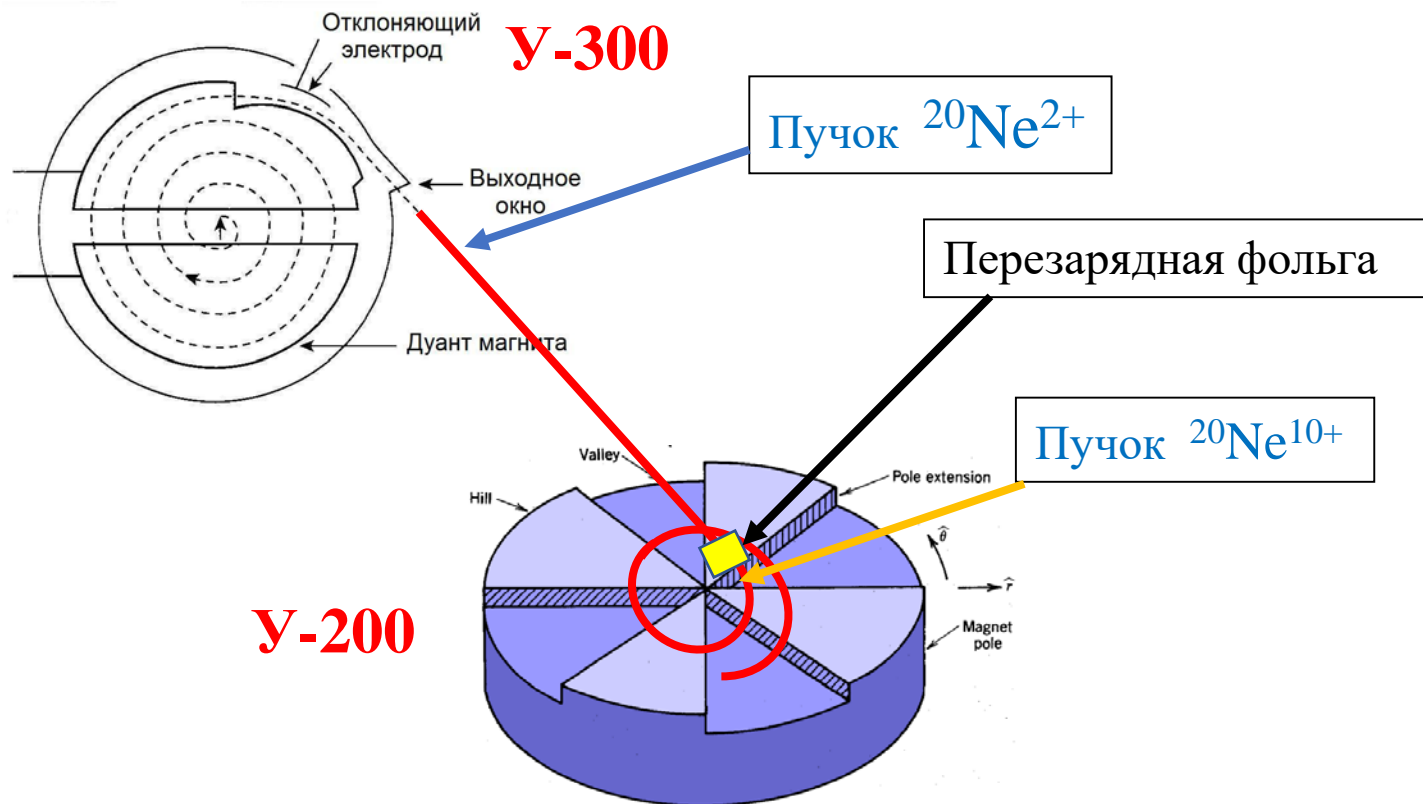 Отклоняющий
электрод
У-300
Пучок ²⁰Ne²⁺
Выходное
окно
Перезарядная фольга
Дуант магнита
Пучок ²⁰Ne¹⁰⁺
Valley
Pole extension
Hill
θ̂
r̂
У-200
Magnet
pole